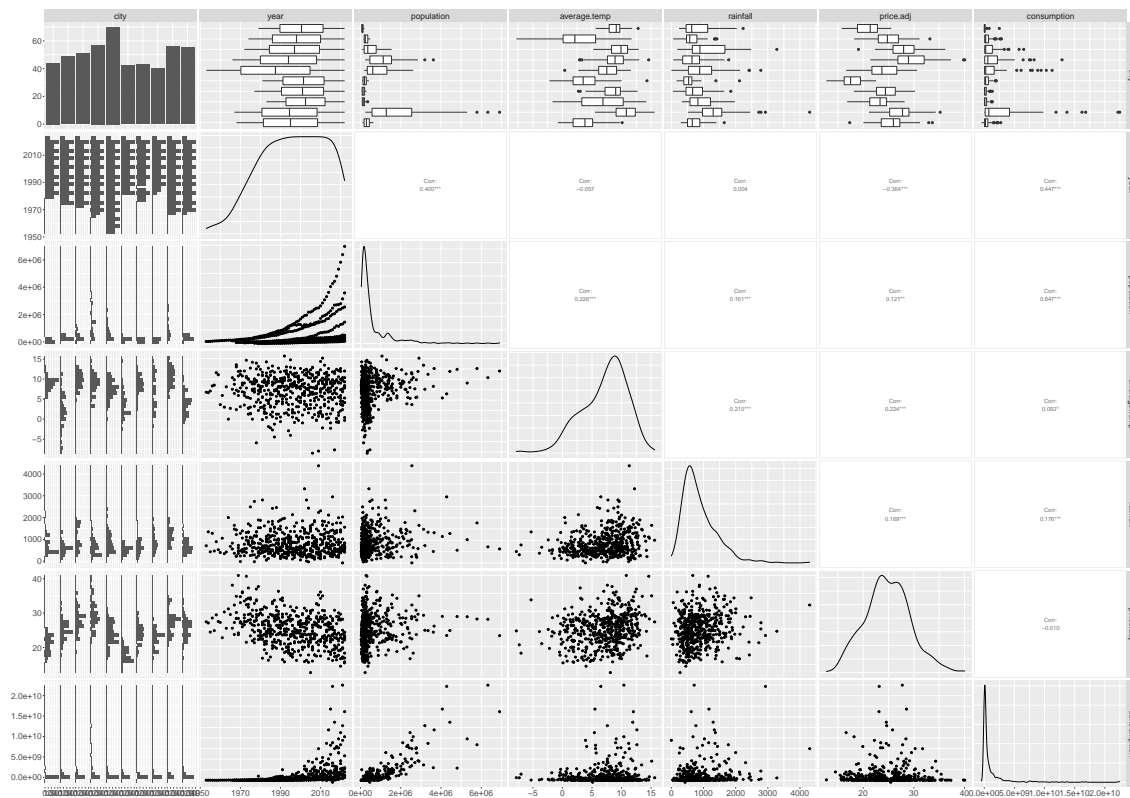 city year population average.temp rainfall price.adj consumption
60
40
20
0
2010
1990
1970
1950
Corr:
0.400***
Corr:
−0.057
Corr:
0.004
Corr:
−0.364***
Corr:
0.447***
6e+06
4e+06
2e+06
0e+00
Corr:
0.226***
Corr:
0.161***
Corr:
0.121**
Corr:
0.847***
15
10
5
0
−5
Corr:
0.210***
Corr:
0.224***
Corr:
0.092*
4000
3000
2000
1000
0
Corr:
0.169***
Corr:
0.176***
40
30
20
Corr:
−0.010
2.0e+10
1.5e+10
1.0e+10
5.0e+09
0.0e+00
1970 1990 2010 0e+00 2e+06 4e+06 6e+06 −5 0 5 10 15 0 1000 2000 3000 4000 20 30 40